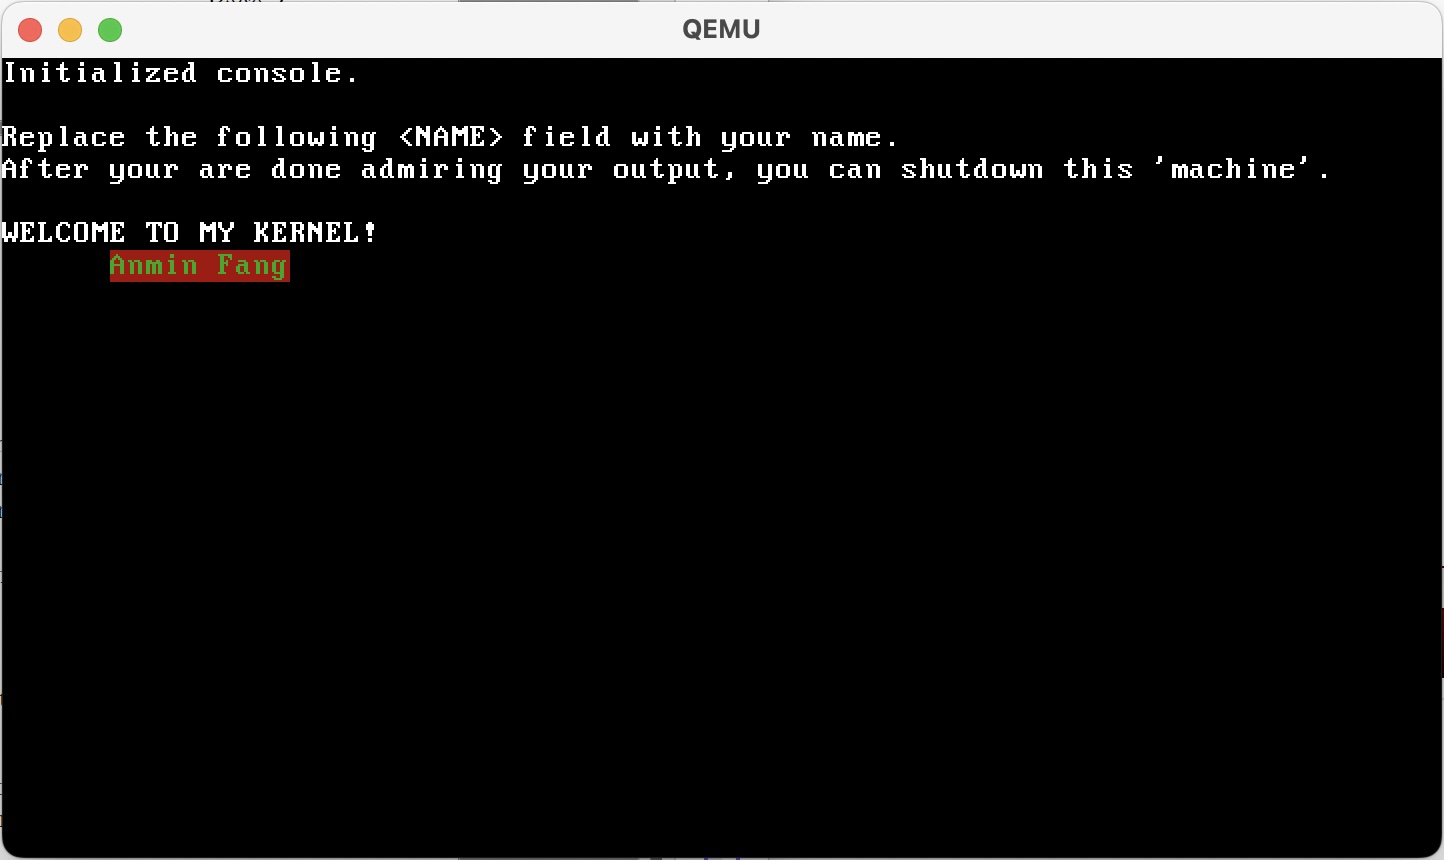 QEMU
Initialized console.
Replace the following <NAME> field with your name.
After your are done admiring your output, you can shutdown this 'machine'.
WELCOME TO MY KERNEL!
Anmin Fang